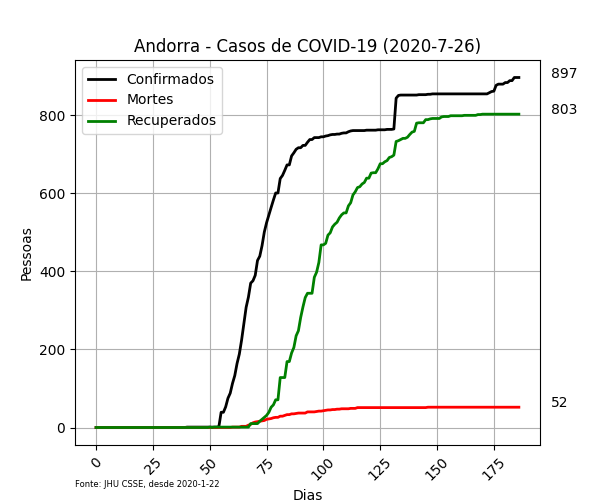 Andorra - Casos de COVID-19 (2020-7-26)
Confirmados
Mortes
Recuperados
897
803
52
800
600
400
200
0
Pessoas
0
25
50
75
100
125
150
175
Fonte: JHU CSSE, desde 2020-1-22
Dias